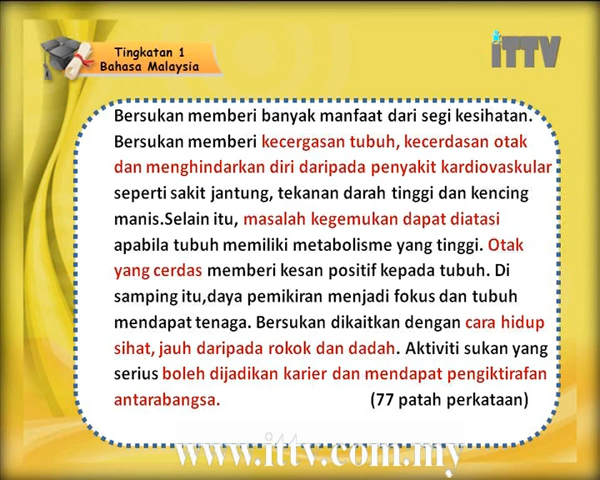 Tingkatan 1
Bahasa Malaysia
iTTV
Bersukan memberi banyak manfaat dari segi kesihatan.
Bersukan memberi kecergasan tubuh, kecerdasan otak
dan menghindarkan diri daripada penyakit kardiovaskular
seperti sakit jantung, tekanan darah tinggi dan kencing
manis.Selain itu, masalah kegemukan dapat diatasi
apabila tubuh memiliki metabolisme yang tinggi. Otak
yang cerdas memberi kesan positif kepada tubuh. Di
samping itu,daya pemikiran menjadi fokus dan tubuh
mendapat tenaga. Bersukan dikaitkan dengan cara hidup
sihat, jauh daripada rokok dan dadah. Aktiviti sukan yang
serius boleh dijadikan karier dan mendapat pengiktirafan
antarabangsa. (77 patah perkataan)
www.ittv.com.my